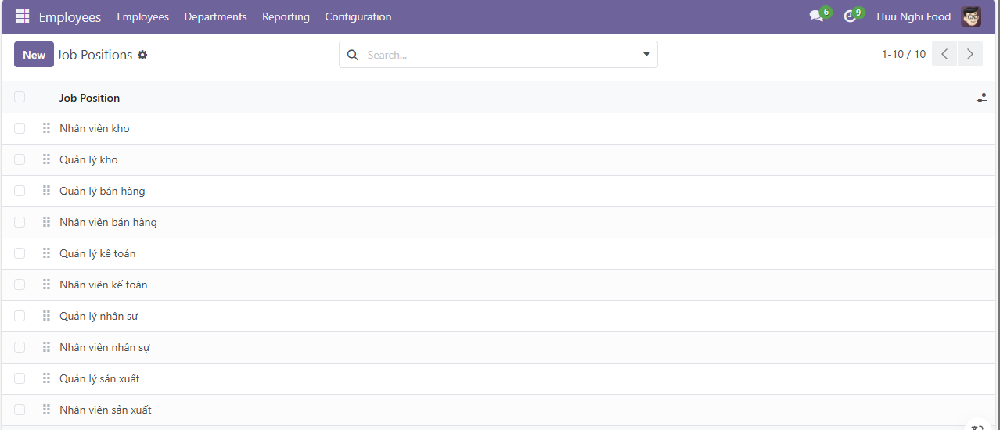 Employees Employees Departments Reporting Configuration 6 9 Huu Nghi Food
New Job Positions Search... 1-10 / 10
Job Position
Nhân viên kho
Quản lý kho
Quản lý bán hàng
Nhân viên bán hàng
Quản lý kế toán
Nhân viên kế toán
Quản lý nhân sự
Nhân viên nhân sự
Quản lý sản xuất
Nhân viên sản xuất